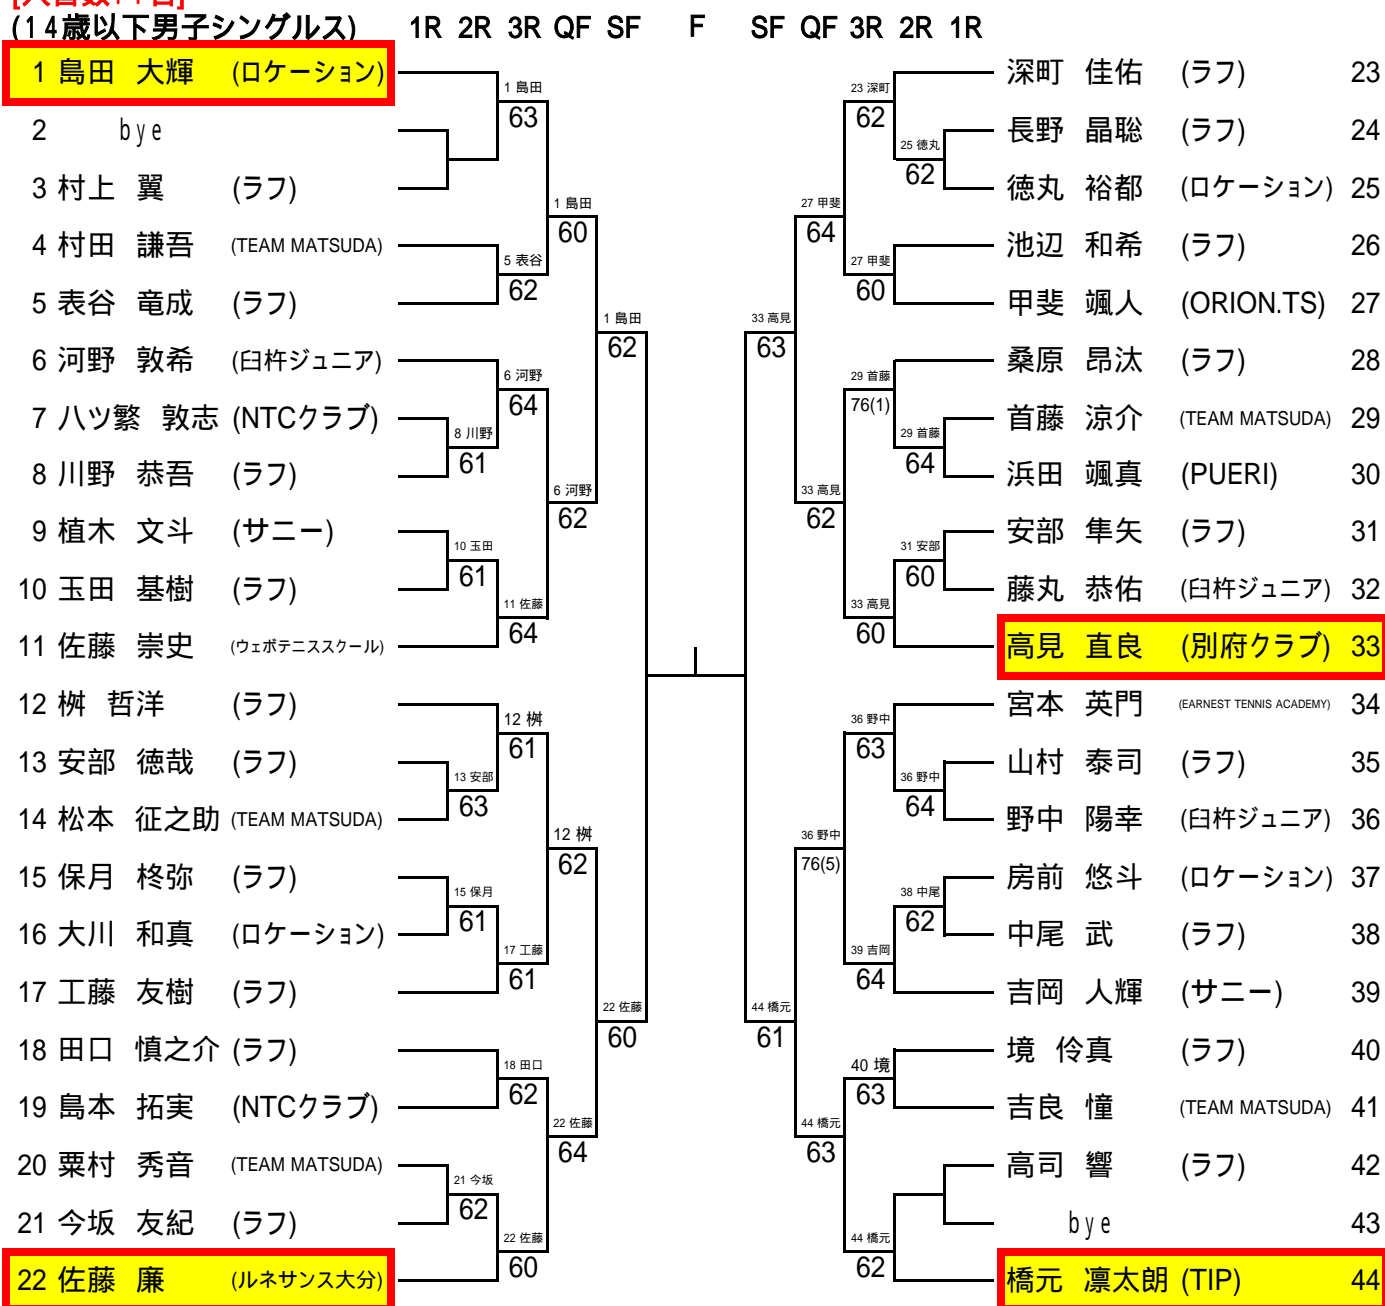 (14歳以下男子シングルス) 1R 2R 3R QF SF F SF QF 3R 2R 1R
1 島田 大輝 (ロケーション)
2 bye
3 村上 翼 (ラフ)
4 村田 謙吾 (TEAM MATSUDA)
5 表谷 竜成 (ラフ)
6 河野 敦希 (臼杵ジュニア)
7 八ツ繁 敦志 (NTCクラブ)
8 川野 恭吾 (ラフ)
9 植木 文斗 (サニー)
10 玉田 基樹 (ラフ)
11 佐藤 崇史 (ウェボテニススクール)
12 桝 哲洋 (ラフ)
13 安部 徳哉 (ラフ)
14 松本 征之助 (TEAM MATSUDA)
15 保月 柊弥 (ラフ)
16 大川 和真 (ロケーション)
17 工藤 友樹 (ラフ)
18 田口 慎之介 (ラフ)
19 島本 拓実 (NTCクラブ)
20 粟村 秀音 (TEAM MATSUDA)
21 今坂 友紀 (ラフ)
22 佐藤 廉 (ルネサンス大分)
8 川野
61
10 玉田
61
13 安部
63
15 保月
61
21 今坂
62
1 島田
63
5 表谷
62
6 河野
64
11 佐藤
64
12 桝
61
17 工藤
61
18 田口
62
22 佐藤
60
1 島田
60
6 河野
62
12 桝
62
22 佐藤
64
1 島田
62
22 佐藤
60
33 高見
63
44 橋元
61
27 甲斐
64
33 高見
62
36 野中
76(5)
44 橋元
63
23 深町
62
27 甲斐
60
29 首藤
76(1)
33 高見
60
36 野中
63
39 吉岡
64
40 境
63
44 橋元
62
25 徳丸
62
29 首藤
64
31 安部
60
36 野中
64
38 中尾
62
深町 佳佑 (ラフ) 23
長野 晶聡 (ラフ) 24
徳丸 裕都 (ロケーション) 25
池辺 和希 (ラフ) 26
甲斐 颯人 (ORION.TS) 27
桑原 昂汰 (ラフ) 28
首藤 涼介 (TEAM MATSUDA) 29
浜田 颯真 (PUERI) 30
安部 隼矢 (ラフ) 31
藤丸 恭佑 (臼杵ジュニア) 32
高見 直良 (別府クラブ) 33
宮本 英門 (EARNEST TENNIS ACADEMY) 34
山村 泰司 (ラフ) 35
野中 陽幸 (臼杵ジュニア) 36
房前 悠斗 (ロケーション) 37
中尾 武 (ラフ) 38
吉岡 人輝 (サニー) 39
境 伶真 (ラフ) 40
吉良 憧 (TEAM MATSUDA) 41
高司 響 (ラフ) 42
bye 43
橋元 凛太朗 (TIP) 44